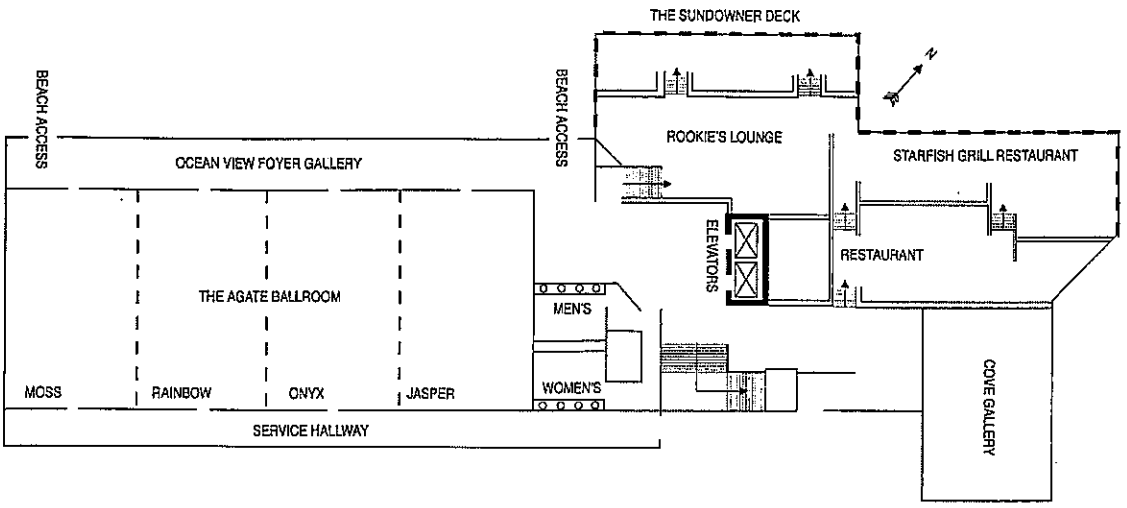 THE SUNDOWNER DECK
N
BEACH ACCESS
BEACH ACCESS
ROOKIE'S LOUNGE
STARFISH GRILL RESTAURANT
OCEAN VIEW FOYER GALLERY
ELEVATORS
RESTAURANT
THE AGATE BALLROOM
MEN'S
WOMEN'S
MOSS
RAINBOW
ONYX
JASPER
COVE GALLERY
SERVICE HALLWAY